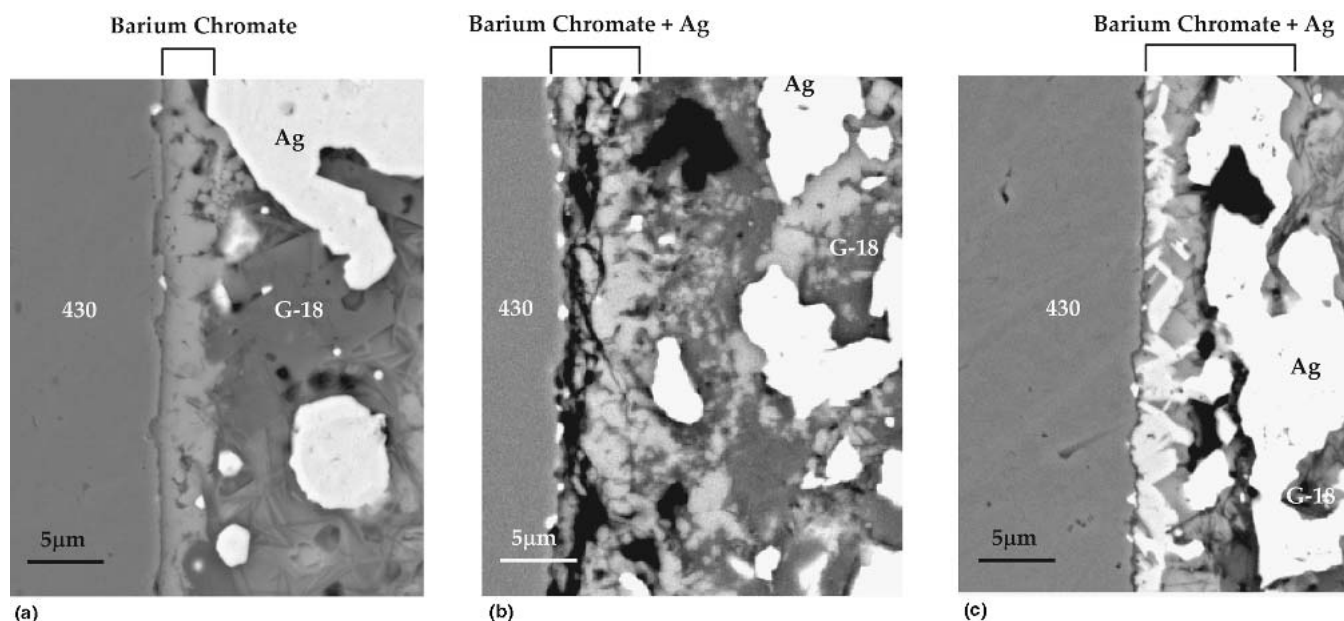 Barium Chromate
Ag
430
G-18
5μm
(a)
Barium Chromate + Ag
Ag
G-18
430
5μm
(b)
Barium Chromate + Ag
430
Ag
G-18
5μm
(c)